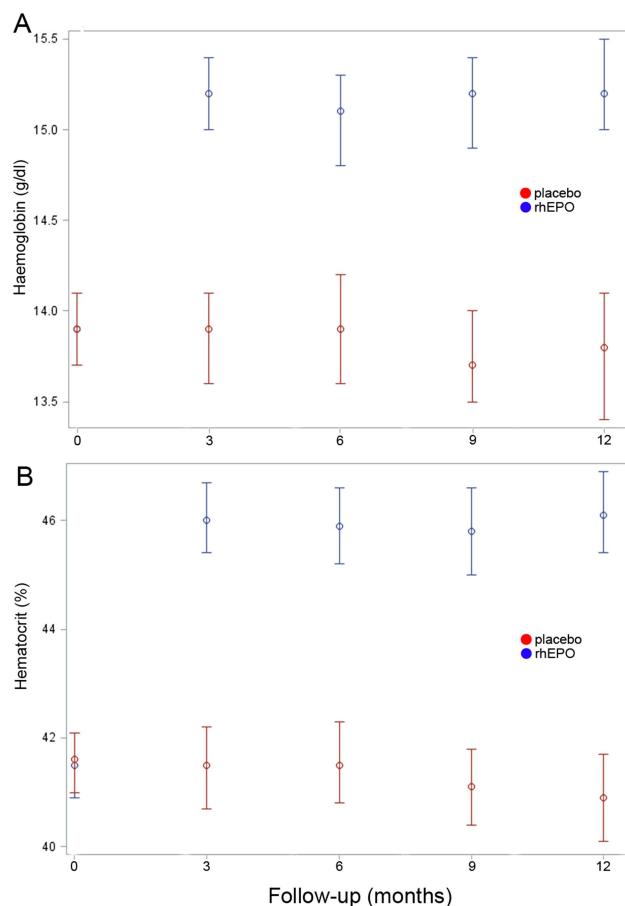 A
Haemoglobin (g/dl)
15.5
15.0
14.5
14.0
13.5
placebo
rhEPO
0 3 6 9 12
B
Hematocrit (%)
46
44
42
40
placebo
rhEPO
0 3 6 9 12
Follow-up (months)